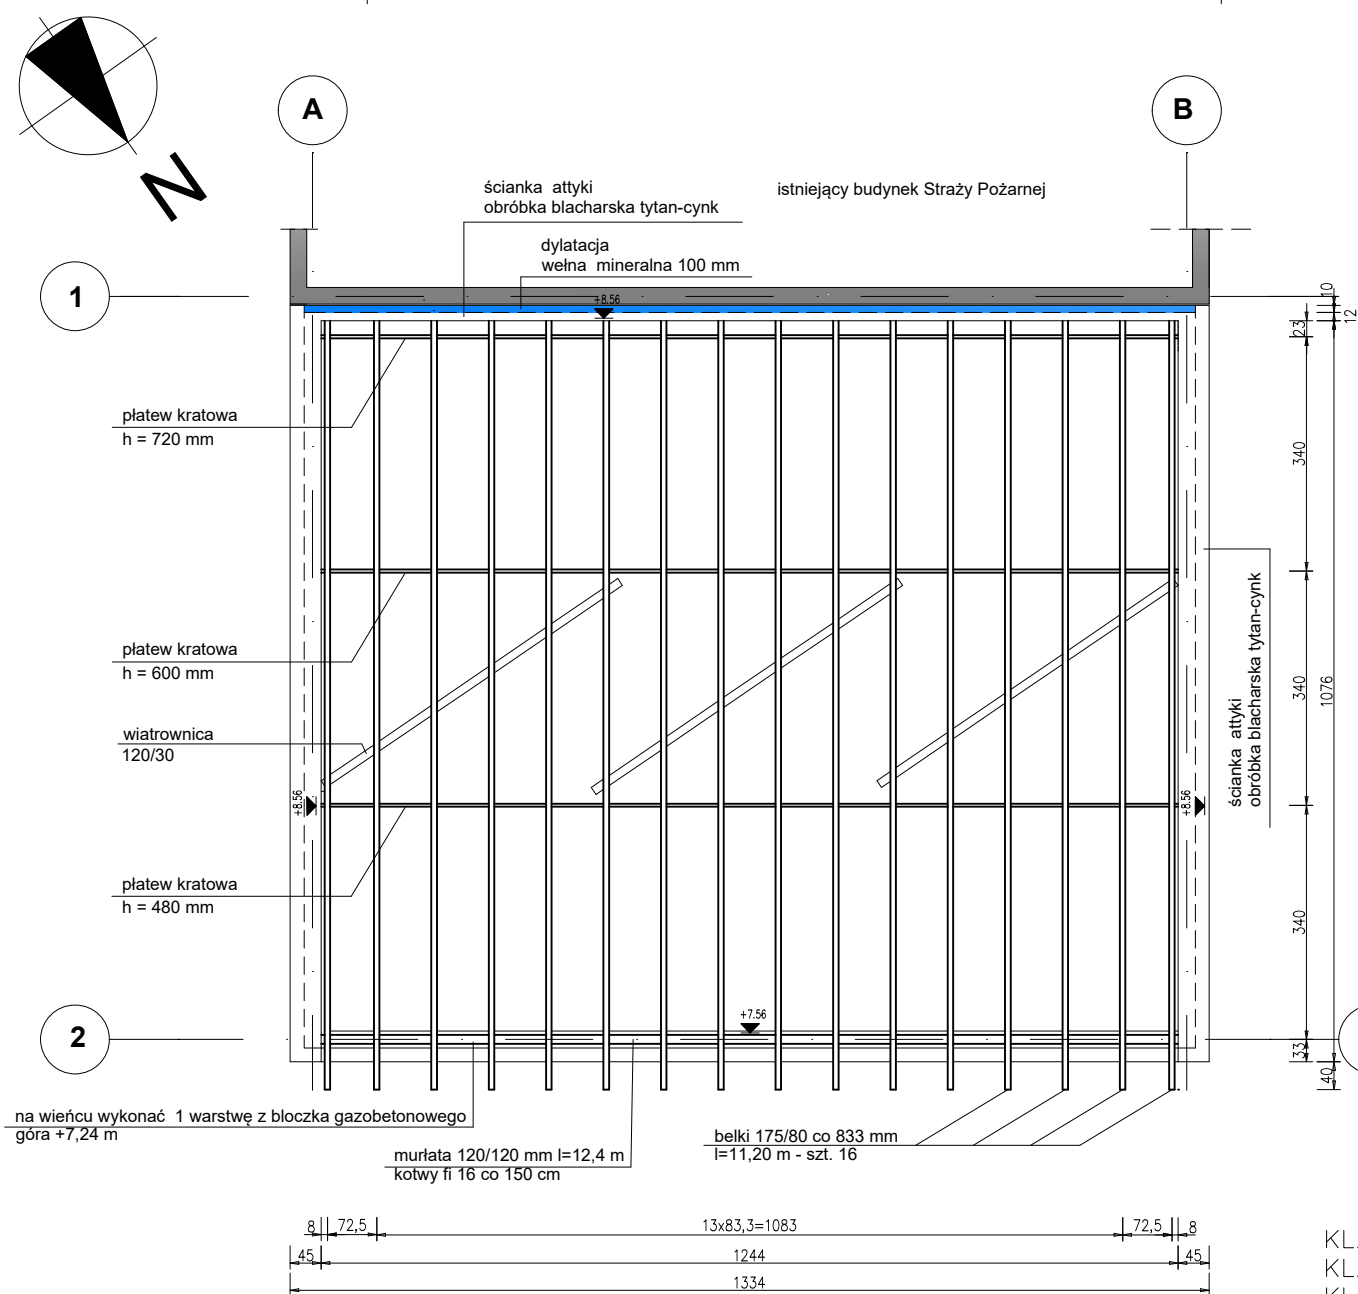 N
A
B
ścianka attyki
obróbka blacharska tytan-cynk
istniejący budynek Straży Pożarnej
dylatacja
wełna mineralna 100 mm
1
+8.56
10
12
23
płatew kratowa
h = 720 mm
340
płatew kratowa
h = 600 mm
wiatrownica
120/30
340
1076
ścianka attyki
obróbka blacharska tytan-cynk
+8.56
+8.56
płatew kratowa
h = 480 mm
340
+7.56
2
33
40
na wieńcu wykonać 1 warstwę z bloczka gazobetonowego
góra +7,24 m
murłata 120/120 mm l=12,4 m
kotwy fi 16 co 150 cm
belki 175/80 co 833 mm
l=11,20 m - szt. 16
8
72,5
13x83,3=1083
72,5
8
45
1244
45
1334
KL.
KL.